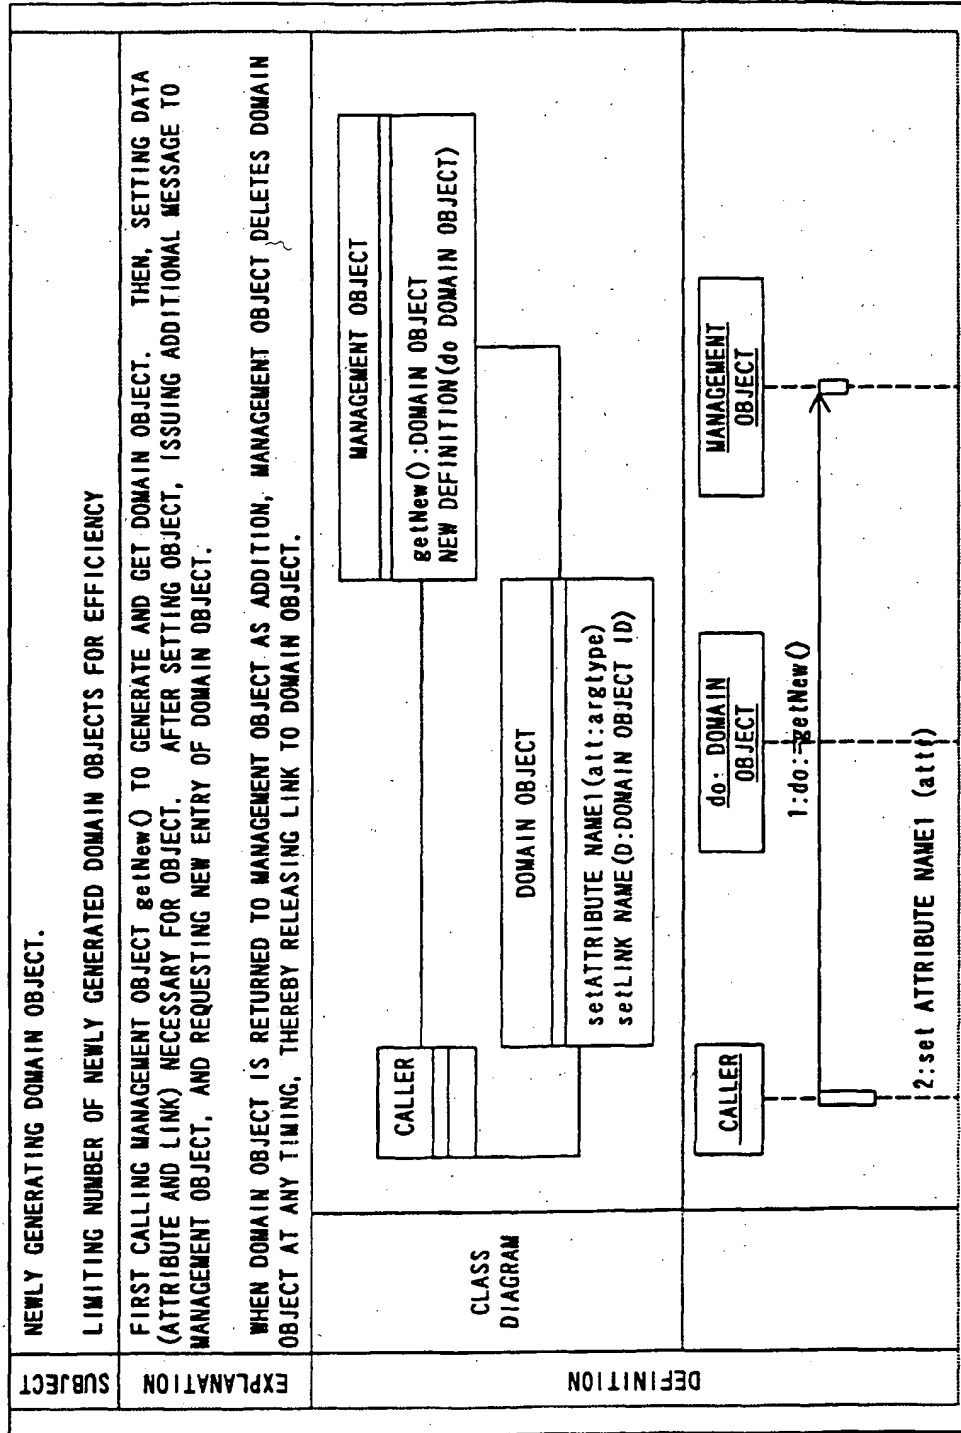 SUBJECT
NEWLY GENERATING DOMAIN OBJECT.
LIMITING NUMBER OF NEWLY GENERATED DOMAIN OBJECTS FOR EFFICIENCY
EXPLANATION
FIRST CALLING MANAGEMENT OBJECT getNew() TO GENERATE AND GET DOMAIN OBJECT. THEN, SETTING DATA
(ATTRIBUTE AND LINK) NECESSARY FOR OBJECT. AFTER SETTING OBJECT, ISSUING ADDITIONAL MESSAGE TO
MANAGEMENT OBJECT, AND REQUESTING NEW ENTRY OF DOMAIN OBJECT.
WHEN DOMAIN OBJECT IS RETURNED TO MANAGEMENT OBJECT AS ADDITION, MANAGEMENT OBJECT DELETES DOMAIN
OBJECT AT ANY TIMING, THEREBY RELEASING LINK TO DOMAIN OBJECT.
DEFINITION
CLASS
DIAGRAM
CALLER
MANAGEMENT OBJECT
getNew():DOMAIN OBJECT
NEW DEFINITION(do DOMAIN OBJECT)
DOMAIN OBJECT
setATTRIBUTE NAME1(att:argtype)
setLINK NAME(D:DOMAIN OBJECT ID)
CALLER
do: DOMAIN
OBJECT
MANAGEMENT
OBJECT
1:do:=getNew()
2:set ATTRIBUTE NAME1 (attr)